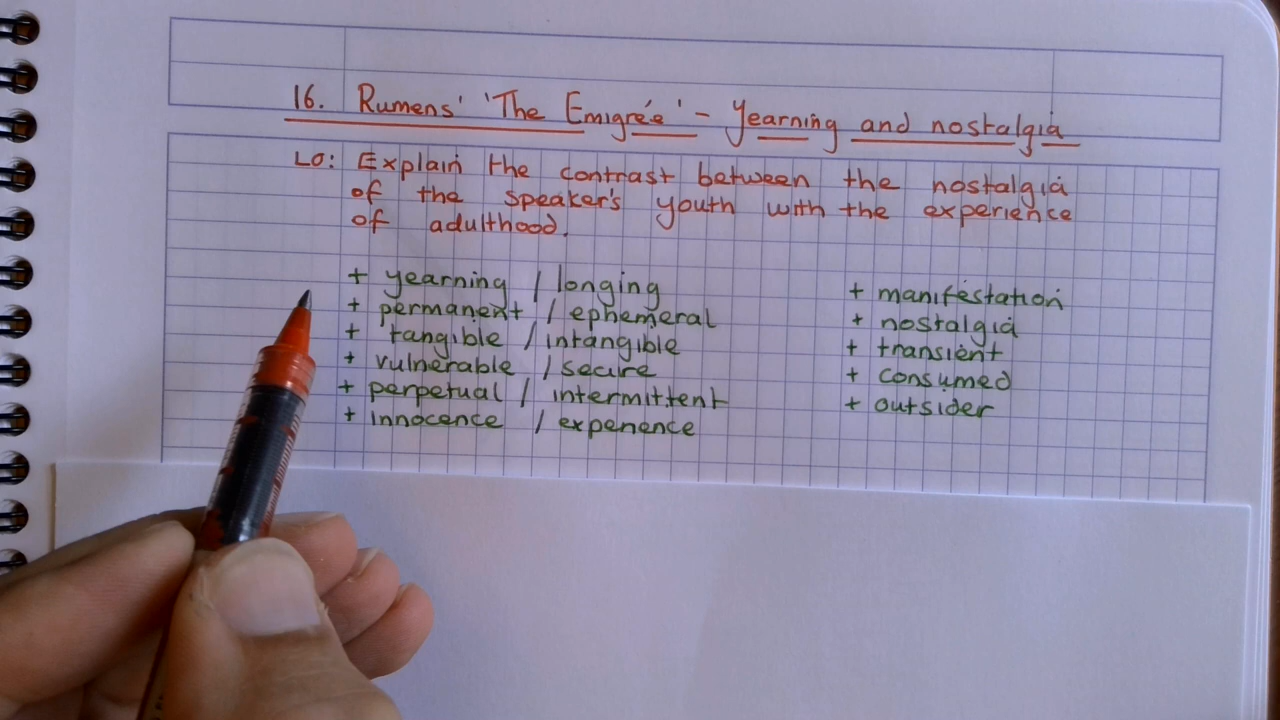 16. Rumens' 'The Emigrée' - Yearning and nostalgia
LO: Explain the contrast between the nostalgia
of the speaker's youth with the experience
of adulthood.
+ yearning / longing
+ permanent / ephemeral
+ tangible / intangible
+ vulnerable / secure
+ perpetual / intermittent
+ innocence / experience
+ manifestation
+ nostalgia
+ transient
+ consumed
+ outsider